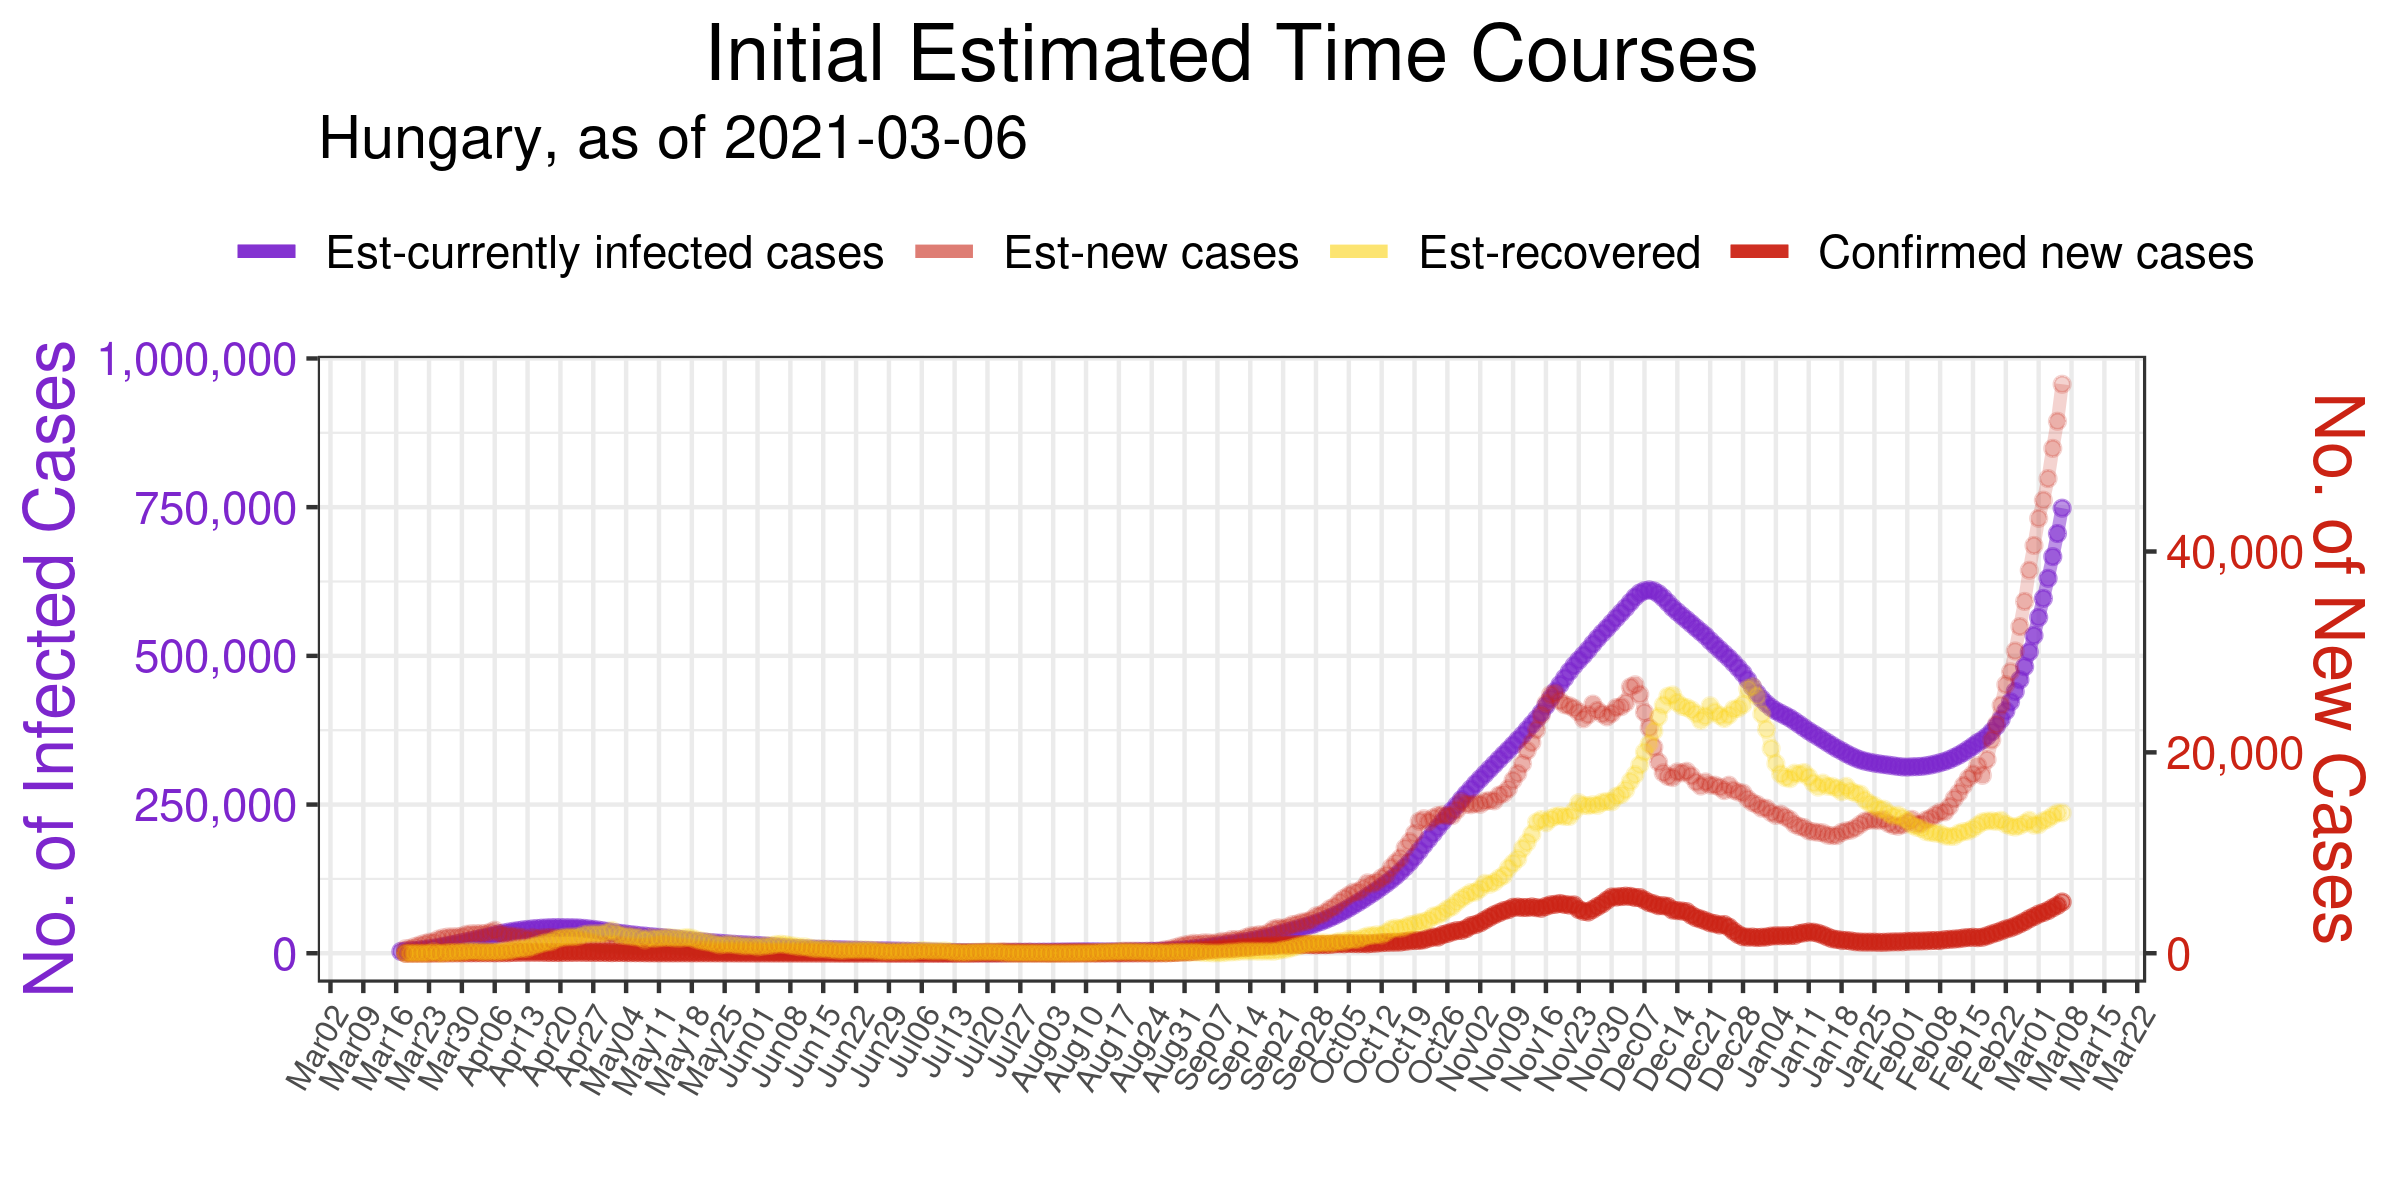 Initial Estimated Time Courses
Hungary, as of 2021-03-06
Est-currently infected cases Est-new cases Est-recovered Confirmed new cases
No. of Infected Cases
1,000,000
750,000
500,000
250,000
0
No. of New Cases
40,000
20,000
0
Mar02 Mar09 Mar16 Mar23 Mar30 Apr06 Apr13 Apr20 Apr27 May04 May11 May18 May25 Jun01 Jun08 Jun15 Jun22 Jun29 Jul06 Jul13 Jul20 Jul27 Aug03 Aug10 Aug17 Aug24 Aug31 Sep07 Sep14 Sep21 Sep28 Oct05 Oct12 Oct19 Oct26 Nov02 Nov09 Nov16 Nov23 Nov30 Dec07 Dec14 Dec21 Dec28 Jan04 Jan11 Jan18 Jan25 Feb01 Feb08 Feb15 Feb22 Mar01 Mar08 Mar15 Mar22